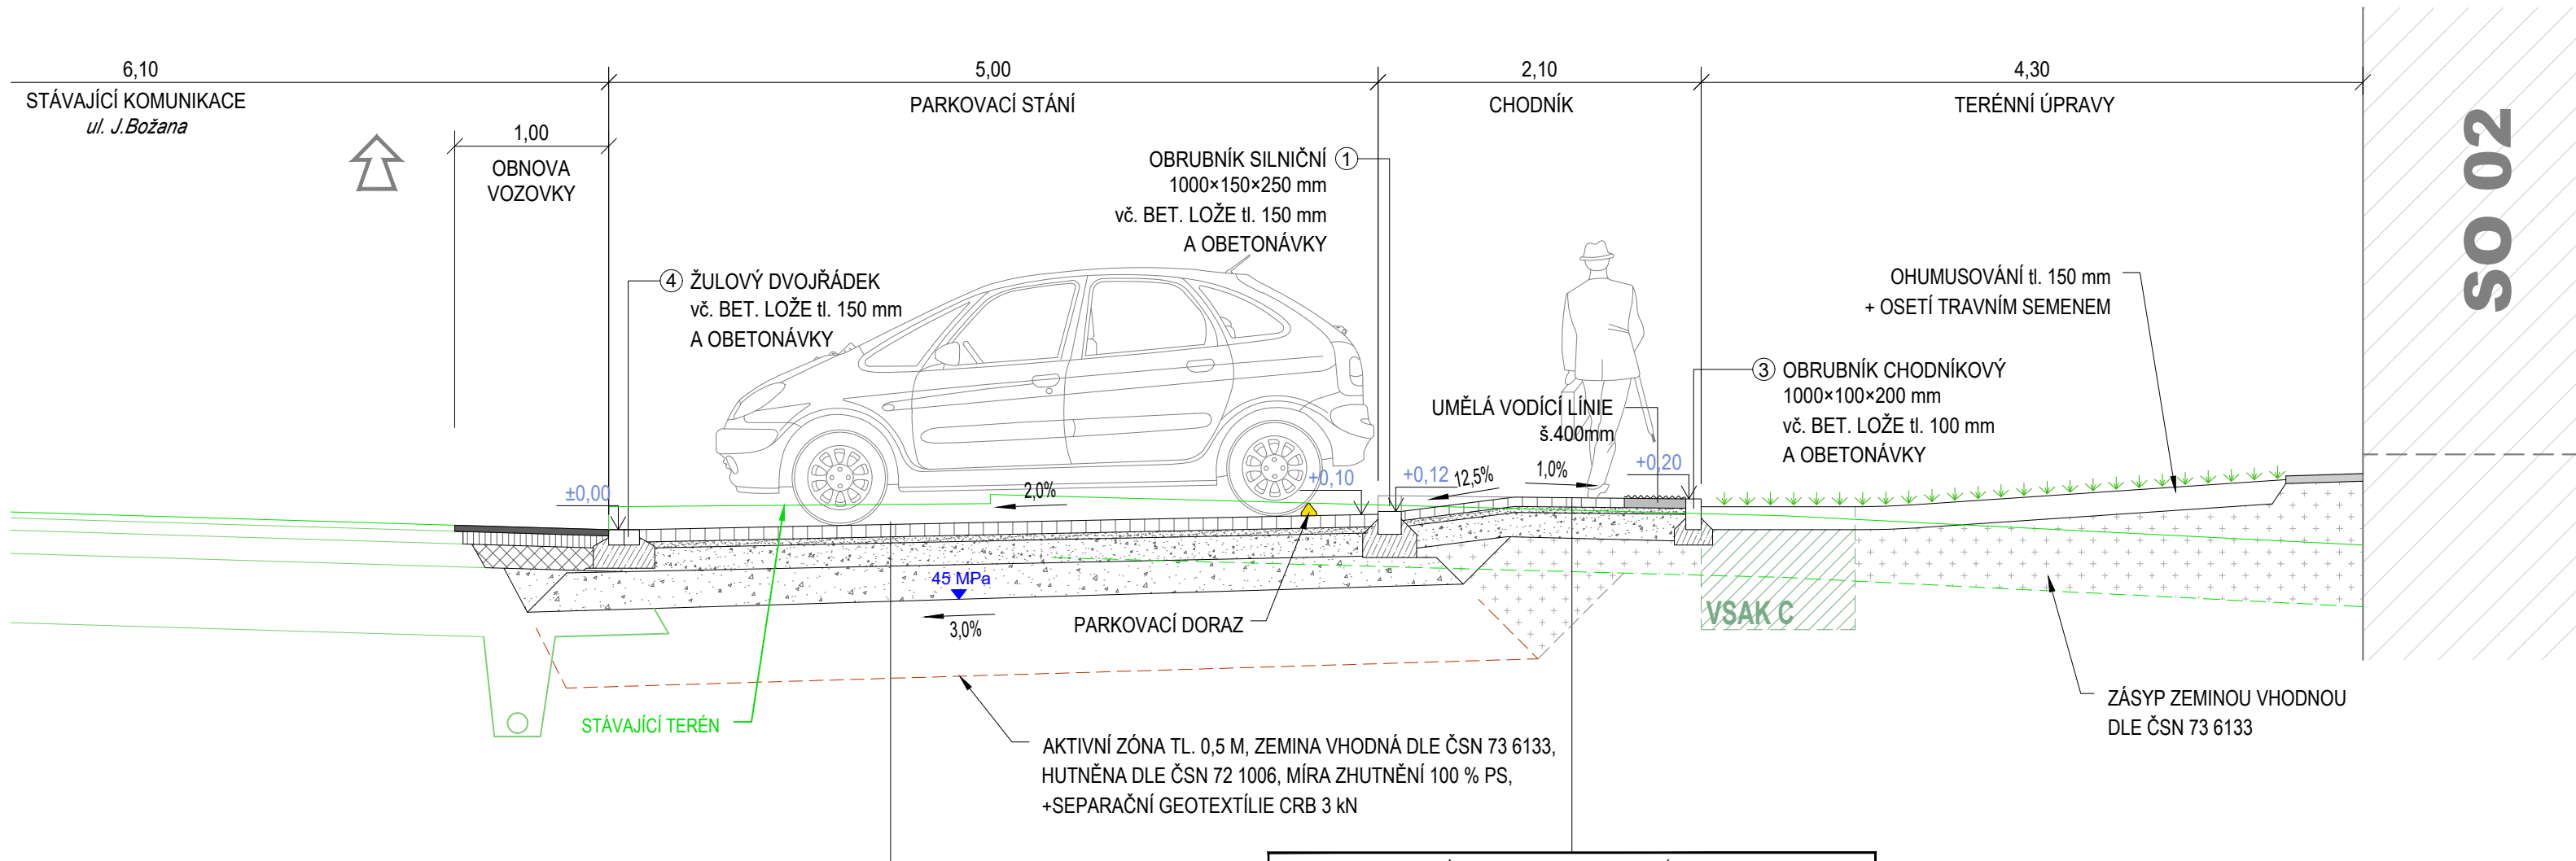 6,10
5,00
2,10
4,30
STÁVAJÍCÍ KOMUNIKACE
ul. J.Božana
PARKOVACÍ STÁNÍ
CHODNÍK
TERÉNNÍ ÚPRAVY
1,00
OBNOVA
VOZOVKY
OBRUBNÍK SILNIČNÍ 1
1000×150×250 mm
vč. BET. LOŽE tl. 150 mm
A OBETONÁVKY
SO 02
4 ŽULOVÝ DVOJŘÁDEK
vč. BET. LOŽE tl. 150 mm
A OBETONÁVKY
OHUMUSOVÁNÍ tl. 150 mm
+ OSETÍ TRAVNÍM SEMENEM
3 OBRUBNÍK CHODNÍKOVÝ
1000×100×200 mm
vč. BET. LOŽE tl. 100 mm
A OBETONÁVKY
UMĚLÁ VODÍCÍ LÍNIE
š.400mm
±0,00
2,0%
+0,10
+0,12
12,5%
1,0%
+0,20
45 MPa
3,0%
PARKOVACÍ DORAZ
VSAK C
STÁVAJÍCÍ TERÉN
ZÁSYP ZEMINOU VHODNOU
DLE ČSN 73 6133
AKTIVNÍ ZÓNA TL. 0,5 M, ZEMINA VHODNÁ DLE ČSN 73 6133,
HUTNĚNA DLE ČSN 72 1006, MÍRA ZHUTNĚNÍ 100 % PS,
+SEPARAČNÍ GEOTEXTÍLIE CRB 3 kN